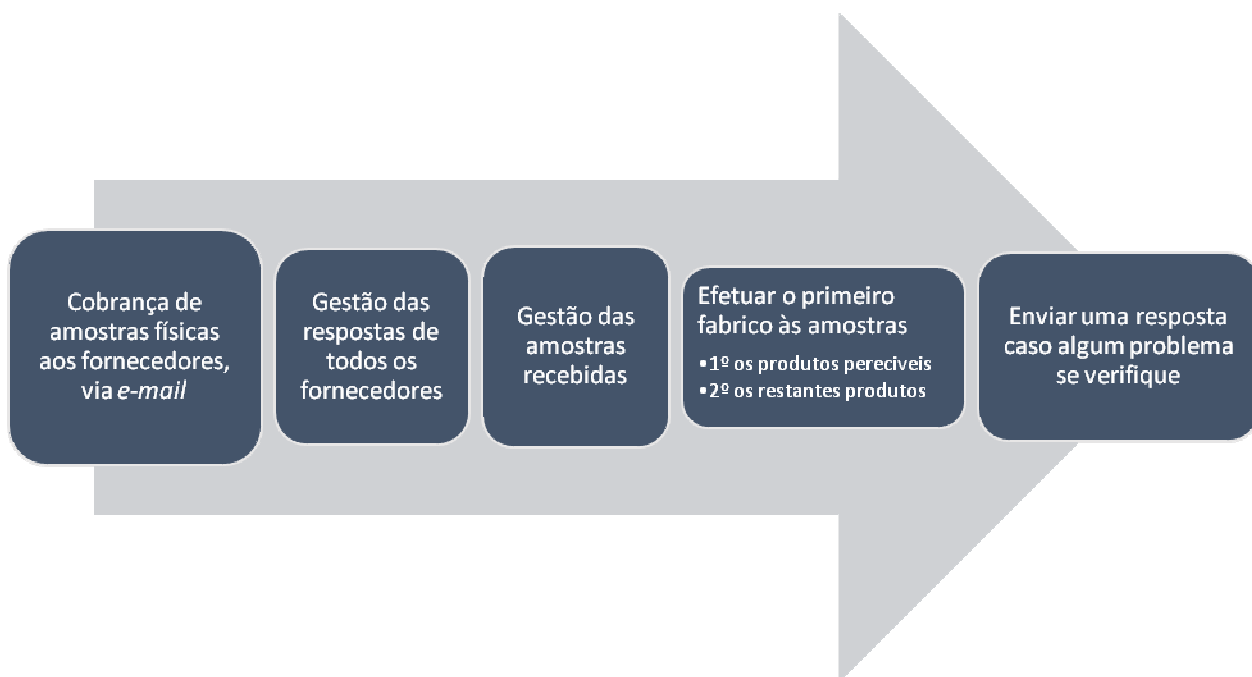 Cobrança de
amostras físicas
aos fornecedores,
via e-mail
Gestão das
respostas de
todos os
fornecedores
Gestão das
amostras
recebidas
Efetuar o primeiro
fabrico às amostras
•1º os produtos pereciveis
•2º os restantes produtos
Enviar uma resposta
caso algum problema
se verifique